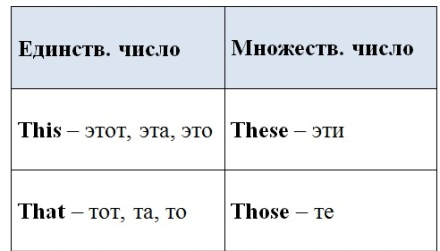 Единств. число
Множеств. число
This – этот, эта, это
These – эти
That – тот, та, то
Those – те